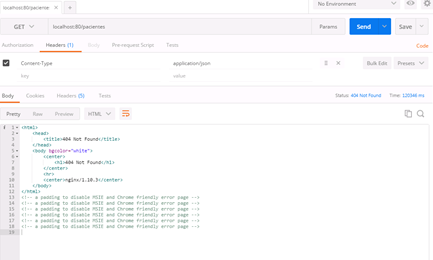 localhost:80/paciente
No Environment
GET
localhost:80/pacientes
Params
Send
Save
Authorization
Headers (1)
Body
Pre-request Script
Tests
Code
Content-Type
application/json
Bulk Edit
Presets
key
value
Body
Cookies
Headers (5)
Tests
Status: 404 Not Found
Time: 120346 ms
Pretty
Raw
Preview
HTML
1 <html>
2 <head>
3 <title>404 Not Found</title>
4 </head>
5 <body bgcolor="white">
6 <center>
7 <h1>404 Not Found</h1>
8 </center>
9 <hr>
10 <center>nginx/1.10.3</center>
11 </body>
12 </html>
13 <!-- a padding to disable MSIE and Chrome friendly error page -->
14 <!-- a padding to disable MSIE and Chrome friendly error page -->
15 <!-- a padding to disable MSIE and Chrome friendly error page -->
16 <!-- a padding to disable MSIE and Chrome friendly error page -->
17 <!-- a padding to disable MSIE and Chrome friendly error page -->
18 <!-- a padding to disable MSIE and Chrome friendly error page -->
19